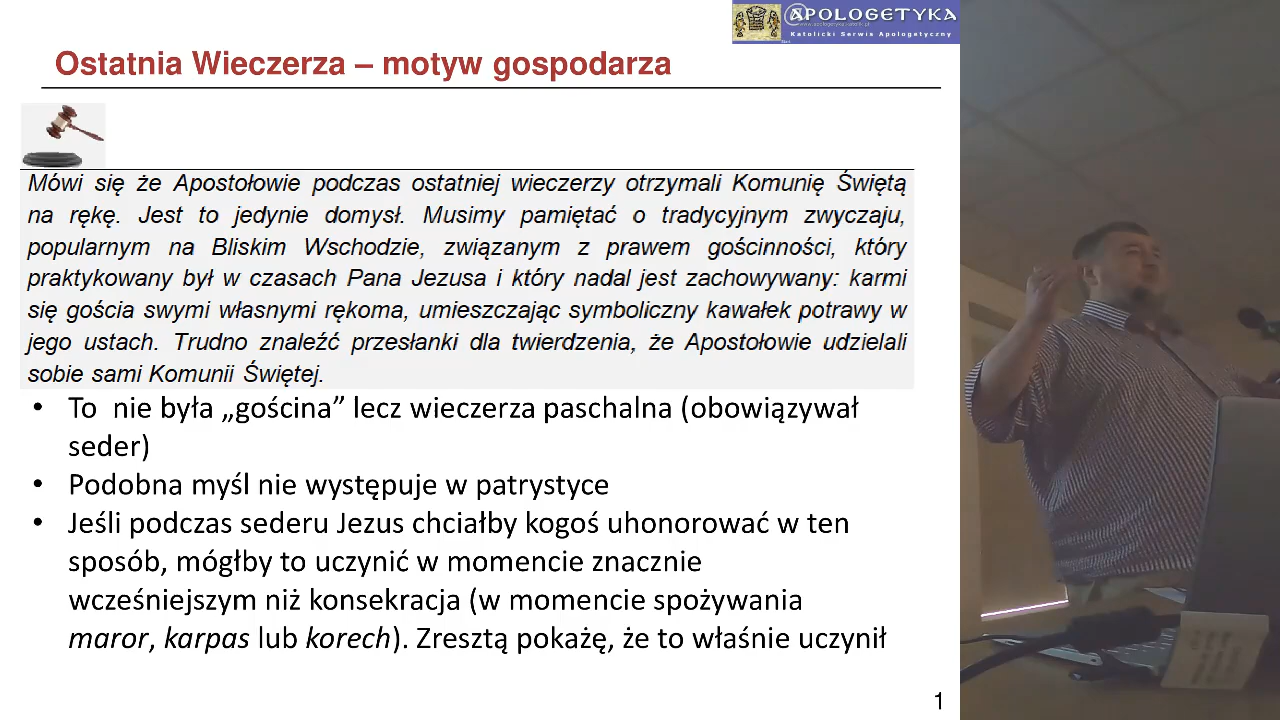 @POLOGETYKA
www.apologetyka.katolik.pl
Katolicki Serwis Apologetyczny
Ostatnia Wieczerza – motyw gospodarza
Mówi się że Apostołowie podczas ostatniej wieczerzy otrzymali Komunię Świętą
na rękę. Jest to jedynie domysł. Musimy pamiętać o tradycyjnym zwyczaju,
popularnym na Bliskim Wschodzie, związanym z prawem gościnności, który
praktykowany był w czasach Pana Jezusa i który nadal jest zachowywany: karmi
się gościa swymi własnymi rękoma, umieszczając symboliczny kawałek potrawy w
jego ustach. Trudno znaleźć przesłanki dla twierdzenia, że Apostołowie udzielali
sobie sami Komunii Świętej.
• To nie była „gościna” lecz wieczerza paschalna (obowiązywał
seder)
• Podobna myśl nie występuje w patrystyce
• Jeśli podczas sederu Jezus chciałby kogoś uhonorować w ten
sposób, mógłby to uczynić w momencie znacznie
wcześniejszym niż konsekracja (w momencie spożywania
maror, karpas lub korech). Zresztą pokażę, że to właśnie uczynił
1